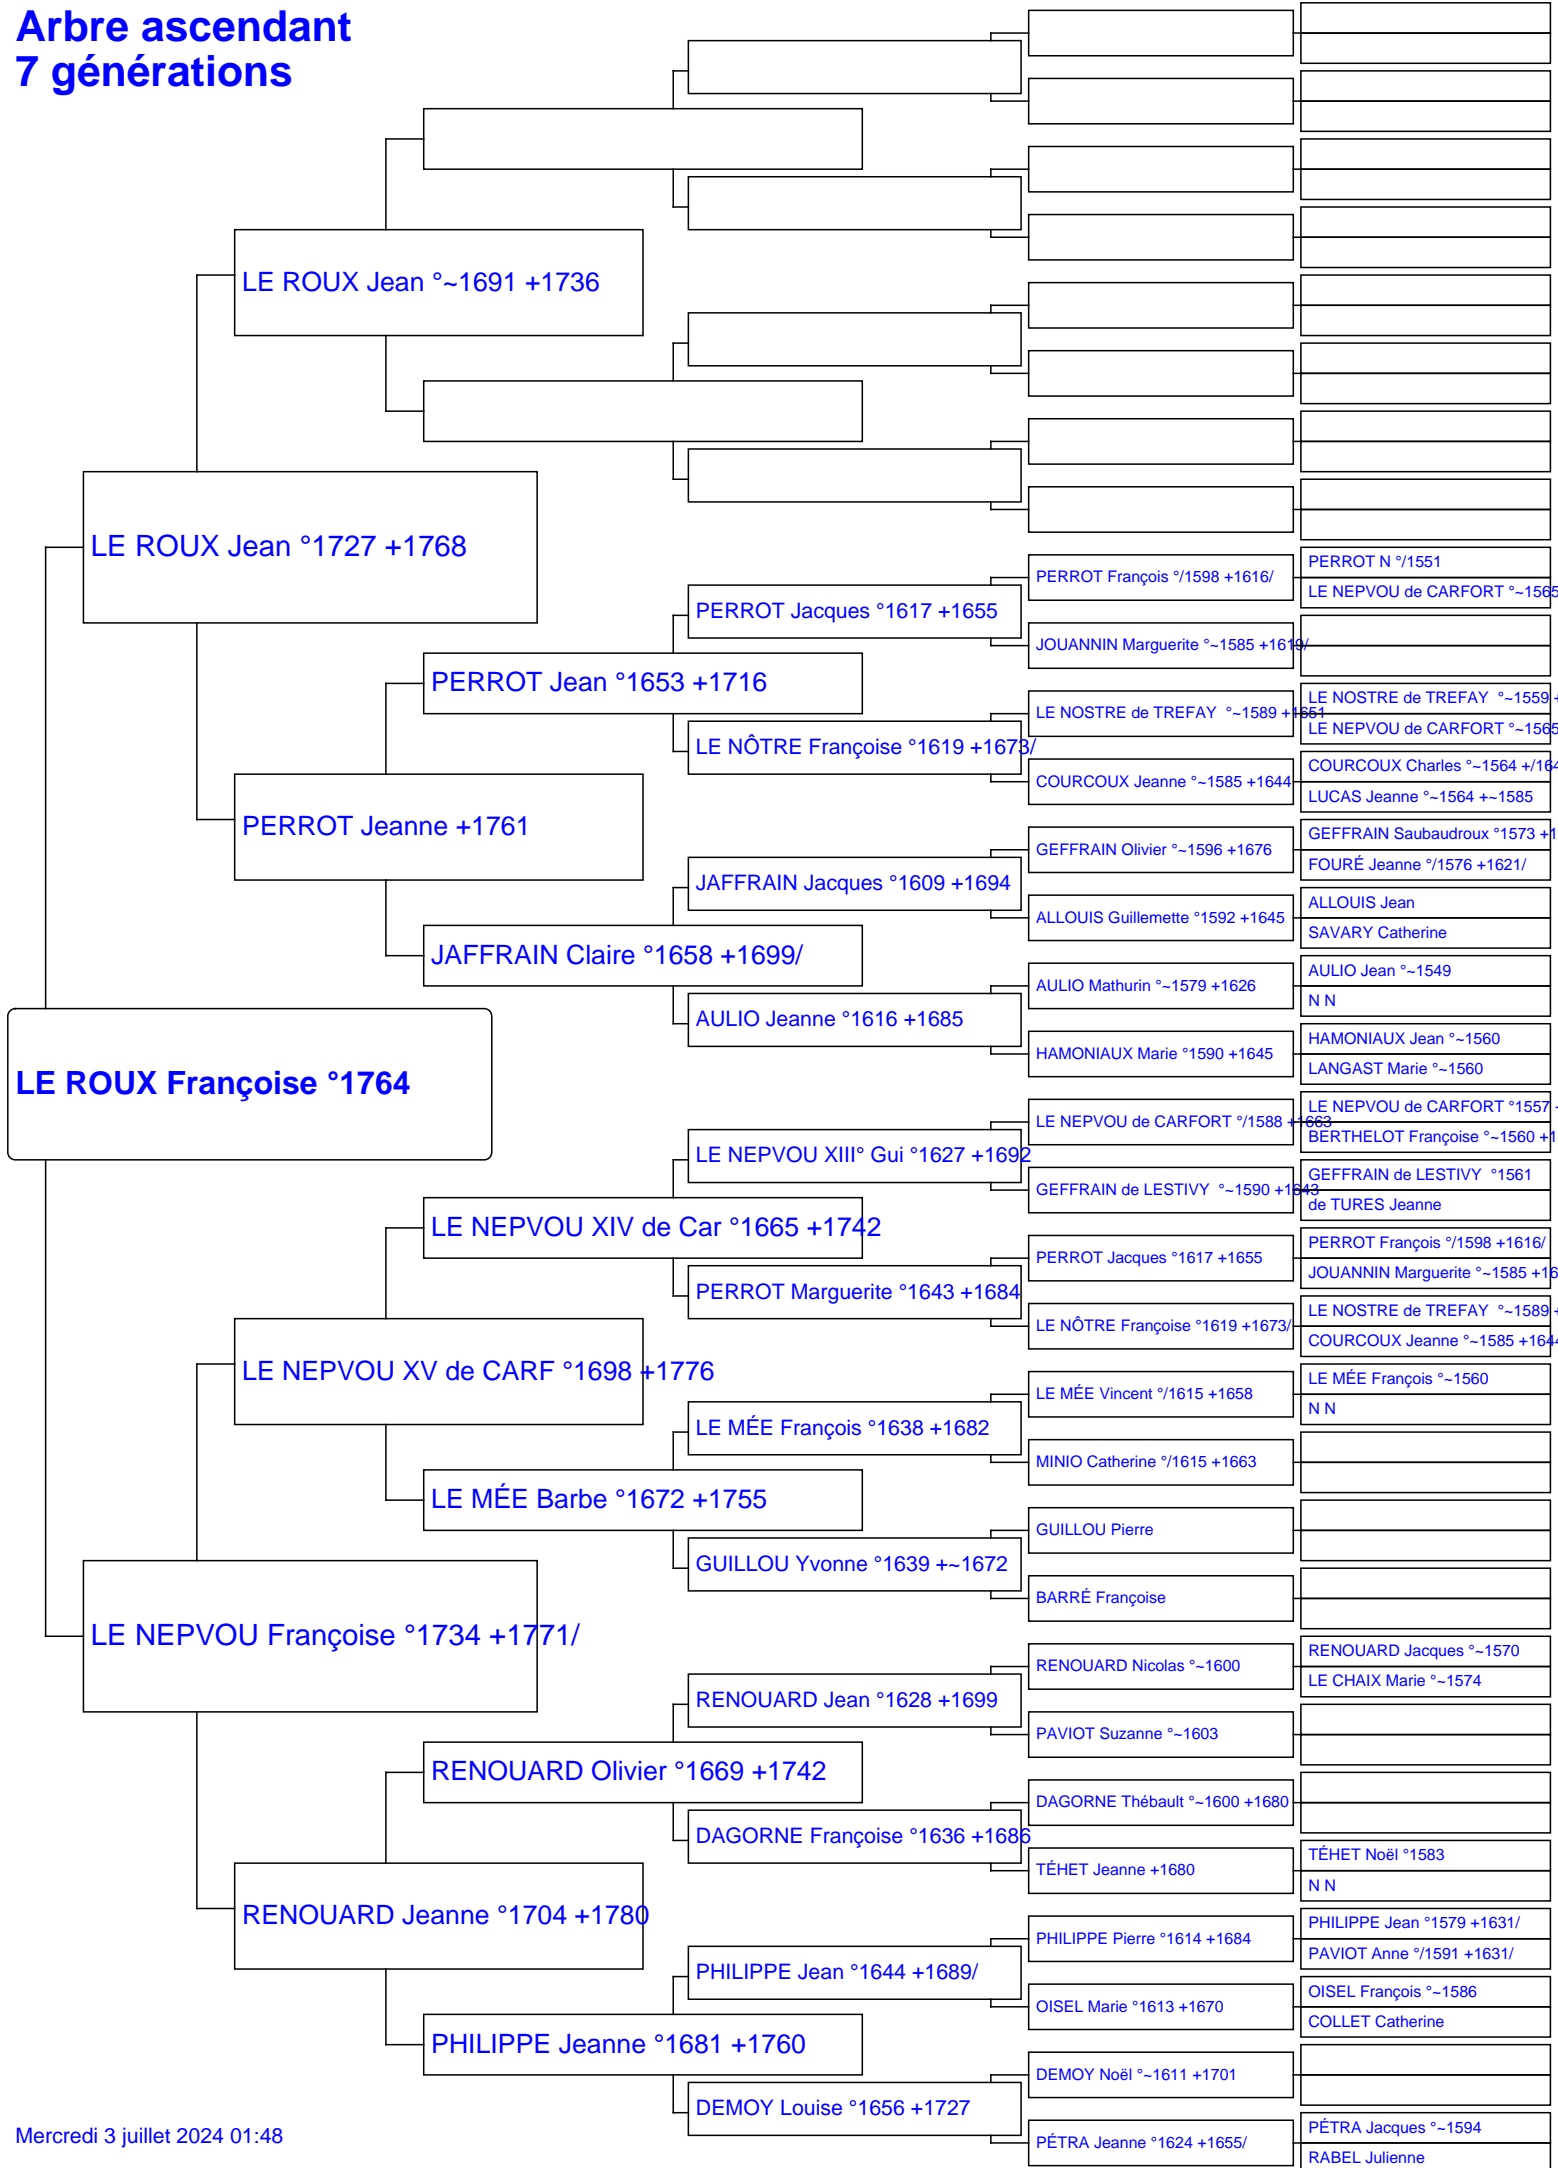 Arbre ascendant
7 générations
LE ROUX Françoise °1764
LE ROUX Jean °1727 +1768
LE NEPVOU Françoise °1734 +1771/
LE ROUX Jean °~1691 +1736
PERROT Jeanne +1761
LE NEPVOU XV de CARF °1698 +1776
RENOUARD Jeanne °1704 +1780
PERROT Jean °1653 +1716
JAFFRAIN Claire °1658 +1699/
LE NEPVOU XIV de Car °1665 +1742
LE MÉE Barbe °1672 +1755
RENOUARD Olivier °1669 +1742
PHILIPPE Jeanne °1681 +1760
PERROT Jacques °1617 +1655
LE NÔTRE Françoise °1619 +1673/
JAFFRAIN Jacques °1609 +1694
AULIO Jeanne °1616 +1685
LE NEPVOU XIII° Gui °1627 +1692
PERROT Marguerite °1643 +1684
LE MÉE François °1638 +1682
GUILLOU Yvonne °1639 +~1672
RENOUARD Jean °1628 +1699
DAGORNE Françoise °1636 +1686
PHILIPPE Jean °1644 +1689/
DEMOY Louise °1656 +1727
PERROT François °/1598 +1616/
JOUANNIN Marguerite °~1585 +1619/
LE NOSTRE de TREFAY °~1589 +1651
COURCOUX Jeanne °~1585 +1644
GEFFRAIN Olivier °~1596 +1676
ALLOUIS Guillemette °1592 +1645
AULIO Mathurin °~1579 +1626
HAMONIAUX Marie °1590 +1645
LE NEPVOU de CARFORT °/1588 +1663
GEFFRAIN de LESTIVY °~1590 +1643
PERROT Jacques °1617 +1655
LE NÔTRE Françoise °1619 +1673/
LE MÉE Vincent °/1615 +1658
MINIO Catherine °/1615 +1663
GUILLOU Pierre
BARRÉ Françoise
RENOUARD Nicolas °~1600
PAVIOT Suzanne °~1603
DAGORNE Thébault °~1600 +1680
TÉHET Jeanne +1680
PHILIPPE Pierre °1614 +1684
OISEL Marie °1613 +1670
DEMOY Noël °~1611 +1701
PÉTRA Jeanne °1624 +1655/
PERROT N °/1551
LE NEPVOU de CARFORT °~1565
LE NOSTRE de TREFAY °~1559 +
LE NEPVOU de CARFORT °~1565
COURCOUX Charles °~1564 +/164
LUCAS Jeanne °~1564 +~1585
GEFFRAIN Saubaudroux °1573 +1
FOURÉ Jeanne °/1576 +1621/
ALLOUIS Jean
SAVARY Catherine
AULIO Jean °~1549
N N
HAMONIAUX Jean °~1560
LANGAST Marie °~1560
LE NEPVOU de CARFORT °1557 +
BERTHELOT Françoise °~1560 +1
GEFFRAIN de LESTIVY °1561
de TURES Jeanne
PERROT François °/1598 +1616/
JOUANNIN Marguerite °~1585 +16
LE NOSTRE de TREFAY °~1589 +
COURCOUX Jeanne °~1585 +1644
LE MÉE François °~1560
N N
RENOUARD Jacques °~1570
LE CHAIX Marie °~1574
TÉHET Noël °1583
N N
PHILIPPE Jean °1579 +1631/
PAVIOT Anne °/1591 +1631/
OISEL François °~1586
COLLET Catherine
PÉTRA Jacques °~1594
RABEL Julienne
Mercredi 3 juillet 2024 01:48